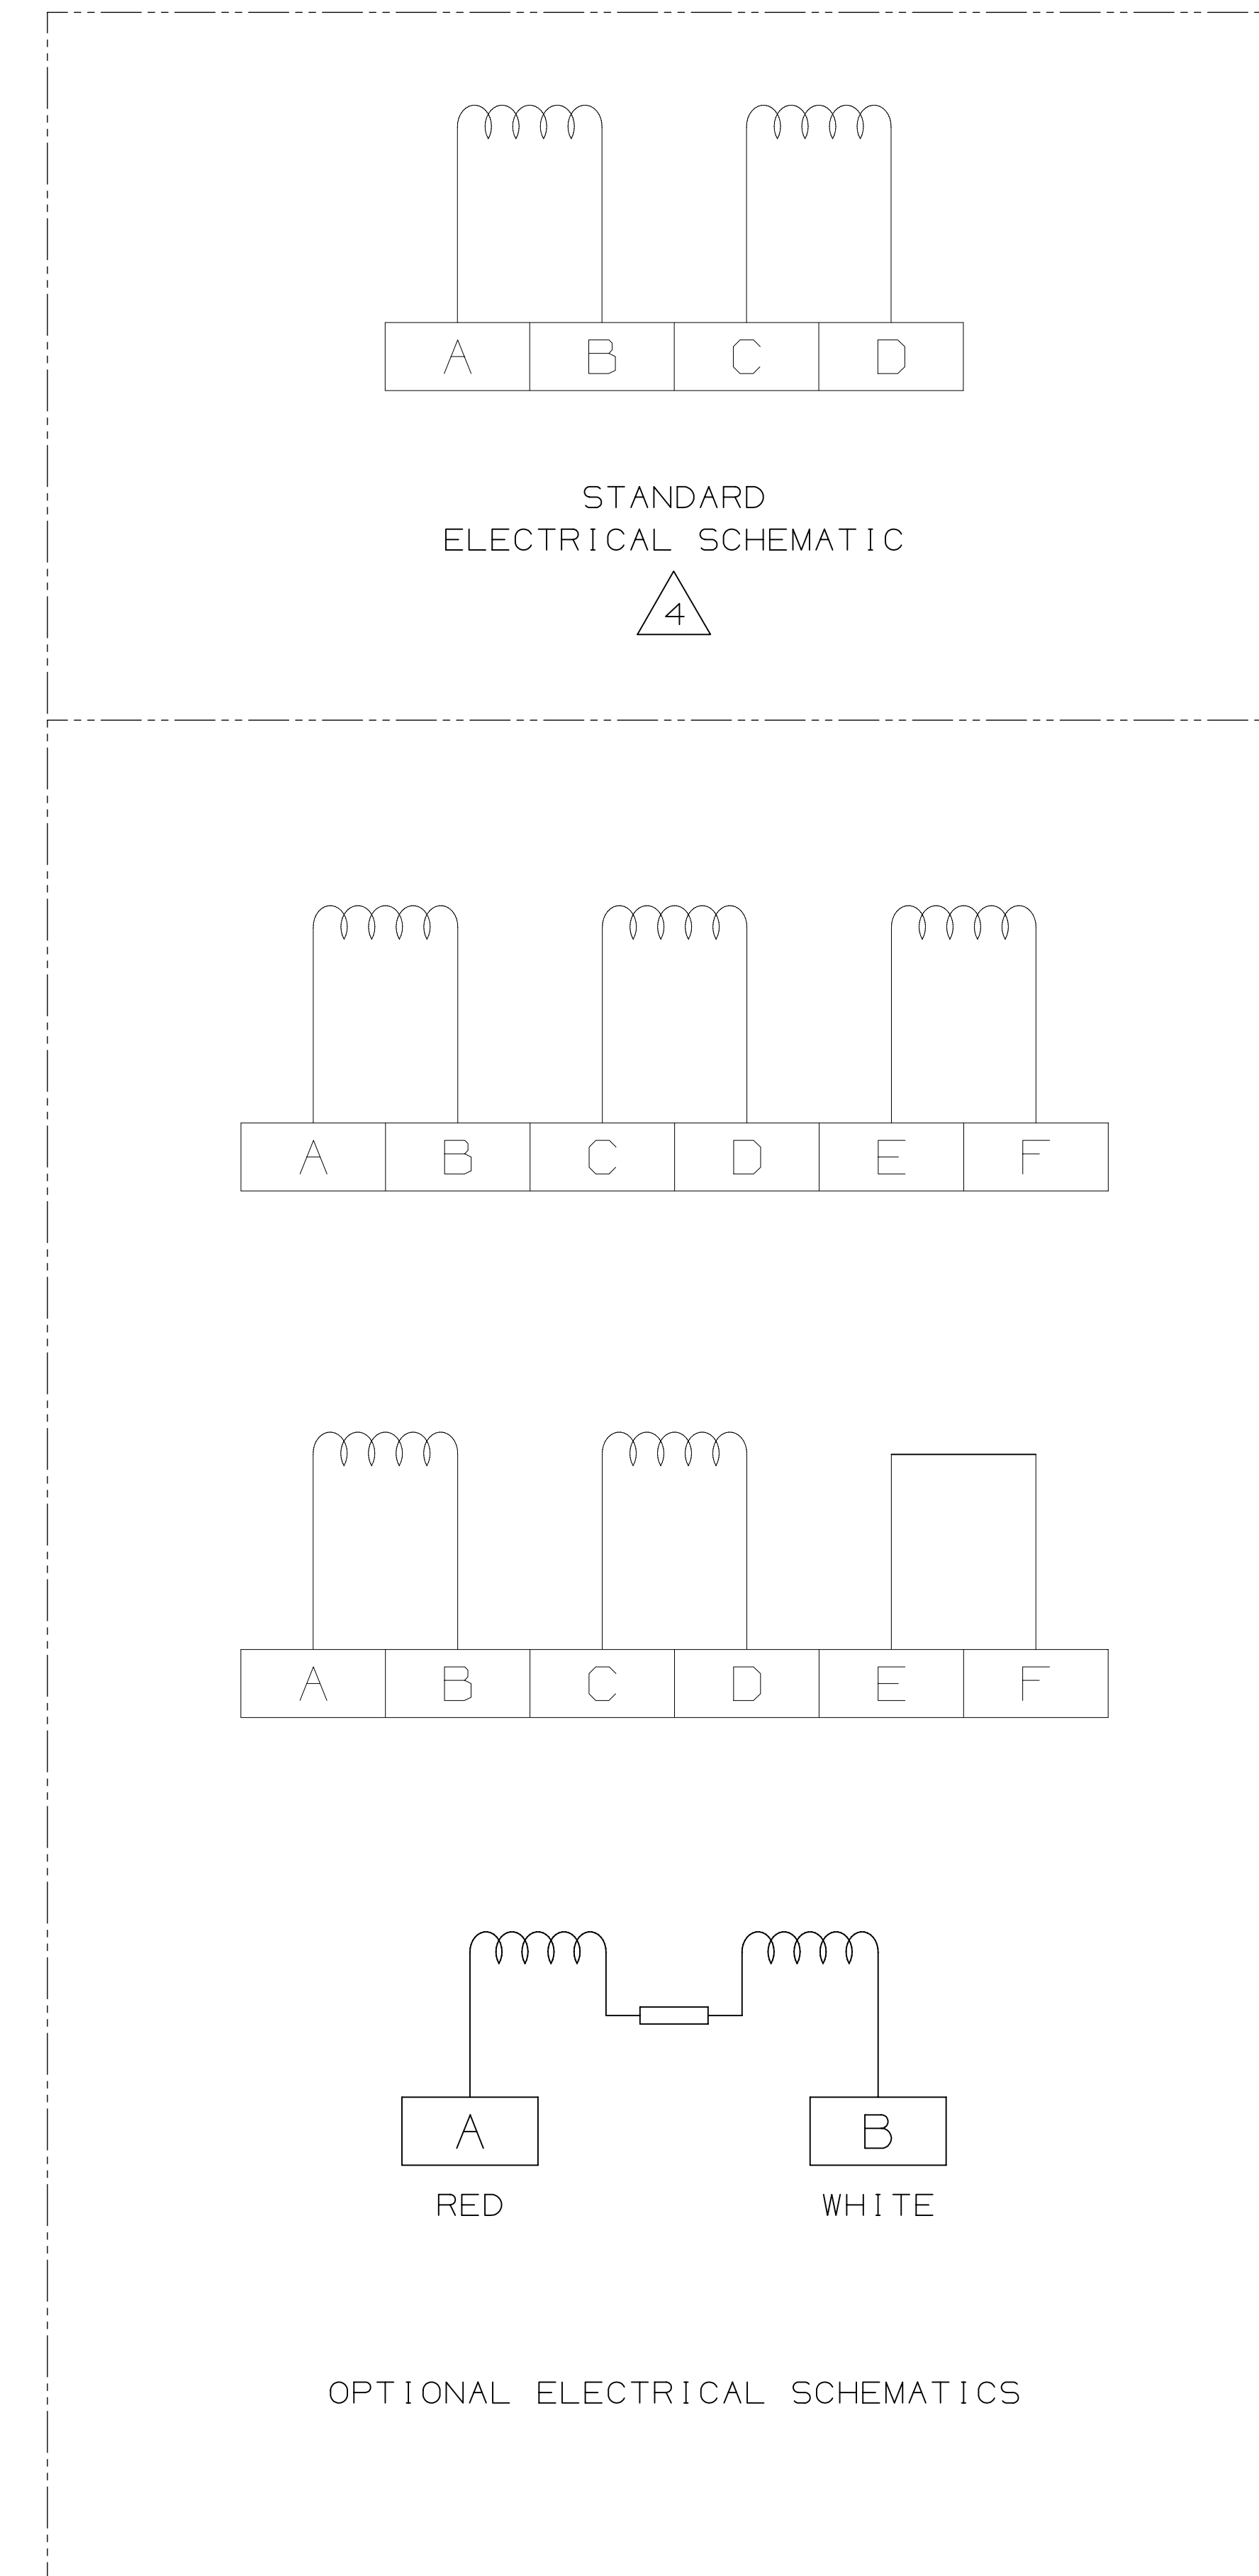 A B C D
STANDARD
ELECTRICAL SCHEMATIC
4
A B C D E F
A B C D E F
A B
RED WHITE
OPTIONAL ELECTRICAL SCHEMATICS